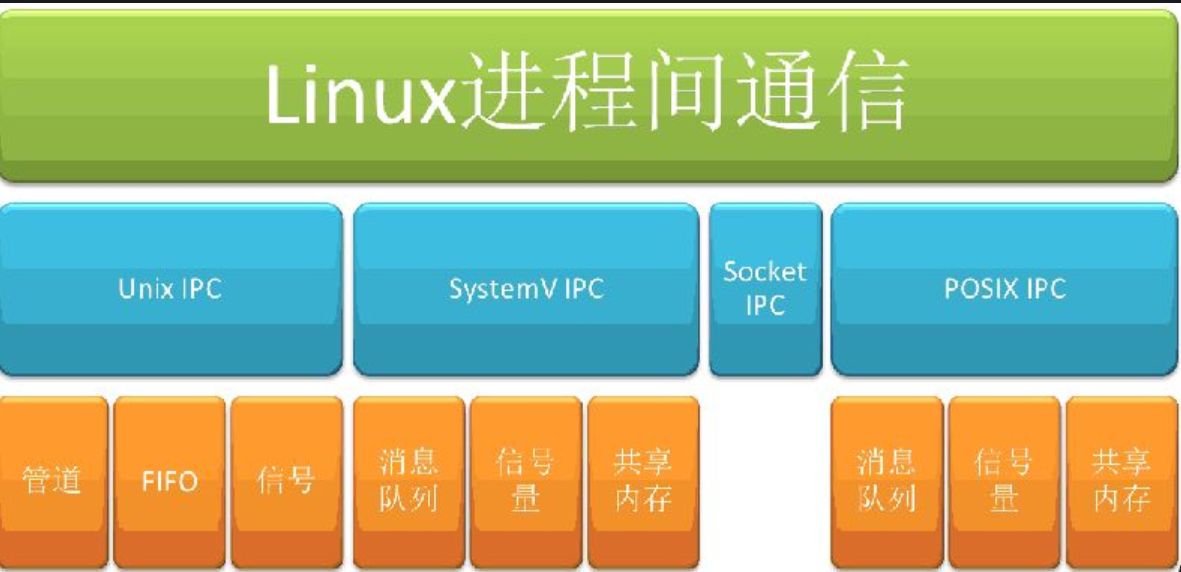 Linux进程间通信
Unix IPC
SystemV IPC
Socket
IPC
POSIX IPC
管道
FIFO
信号
消息
队列
信号
量
共享
内存
消息
队列
信号
量
共享
内存